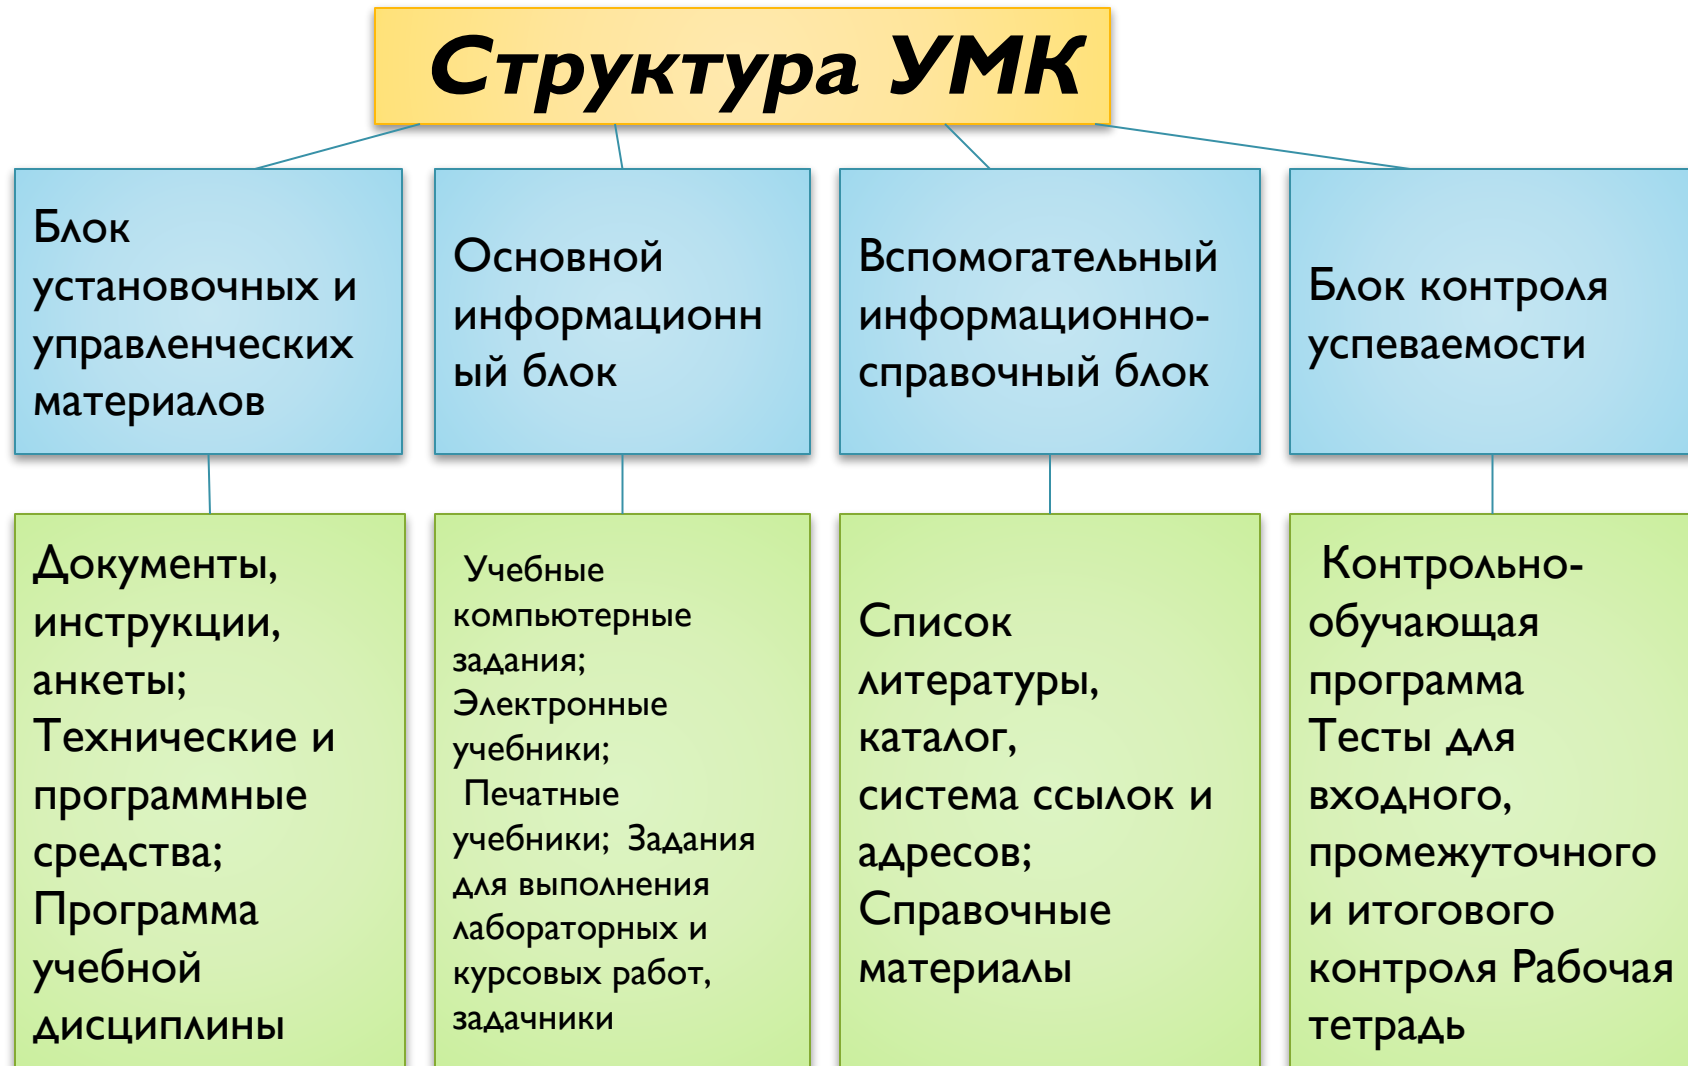 Структура УМК
Блок
установочных и
управленческих
материалов
Основной
информационн
ый блок
Вспомогательный
информационно-
справочный блок
Блок контроля
успеваемости
Документы,
инструкции,
анкеты;
Технические и
программные
средства;
Программа
учебной
дисциплины
Учебные
компьютерные
задания;
Электронные
учебники;
Печатные
учебники; Задания
для выполнения
лабораторных и
курсовых работ,
задачники
Список
литературы,
каталог,
система ссылок и
адресов;
Справочные
материалы
Контрольно-
обучающая
программа
Тесты для
входного,
промежуточного
и итогового
контроля Рабочая
тетрадь